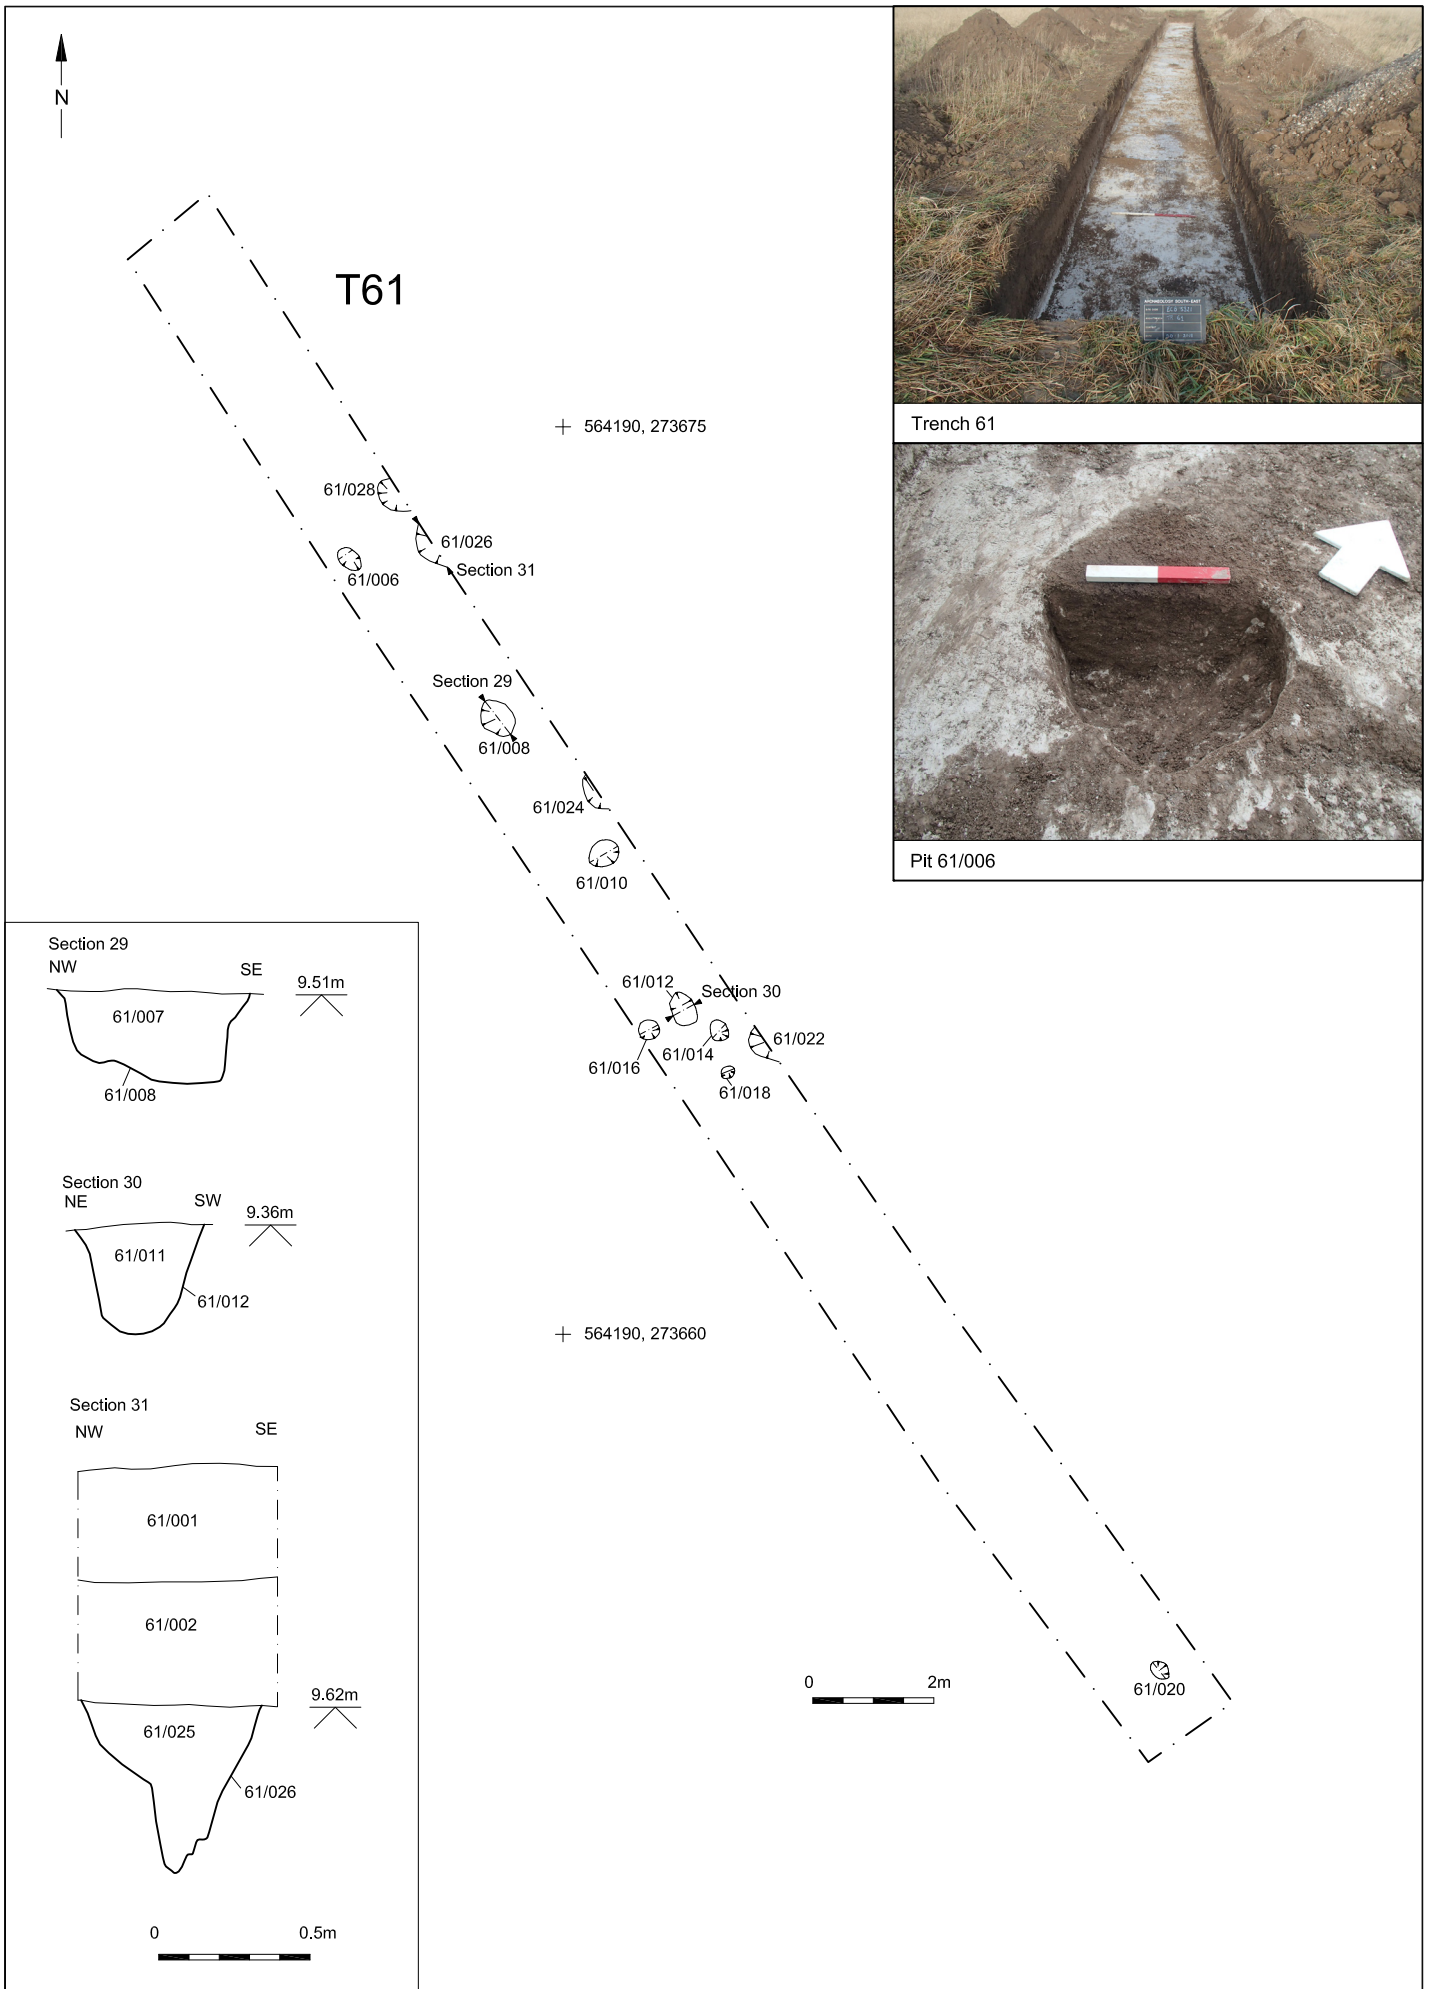 N
T61
564190, 273675
61/028
61/026
Section 31
61/006
Section 29
61/008
61/024
61/010
61/012
Section 30
61/016
61/014
61/022
61/018
564190, 273660
0 2m
61/020
ARCHAEOLOGY SOUTH-EAST
Trench 61
Pit 61/006
Section 29
NW SE
9.51m
61/007
61/008
Section 30
NE SW
9.36m
61/011
61/012
Section 31
NW SE
61/001
61/002
9.62m
61/025
61/026
0 0.5m